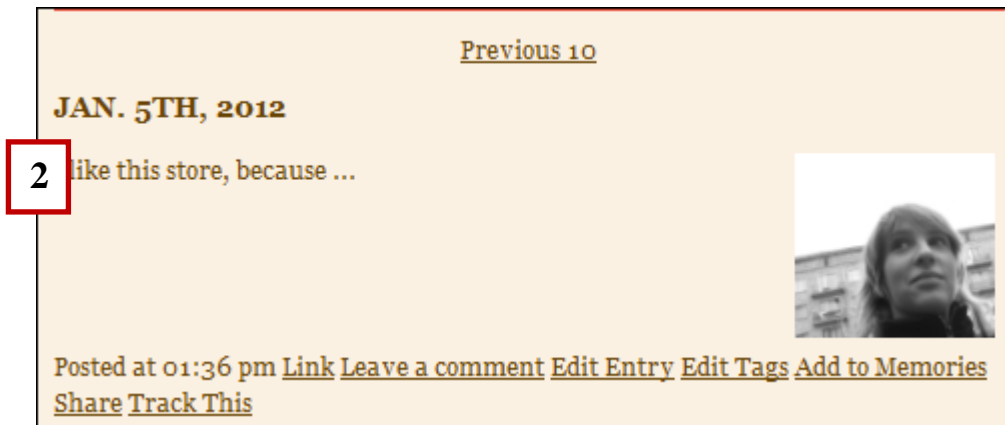 Previous 10
JAN. 5TH, 2012
2
like this store, because ...
Posted at 01:36 pm Link Leave a comment Edit Entry Edit Tags Add to Memories
Share Track This